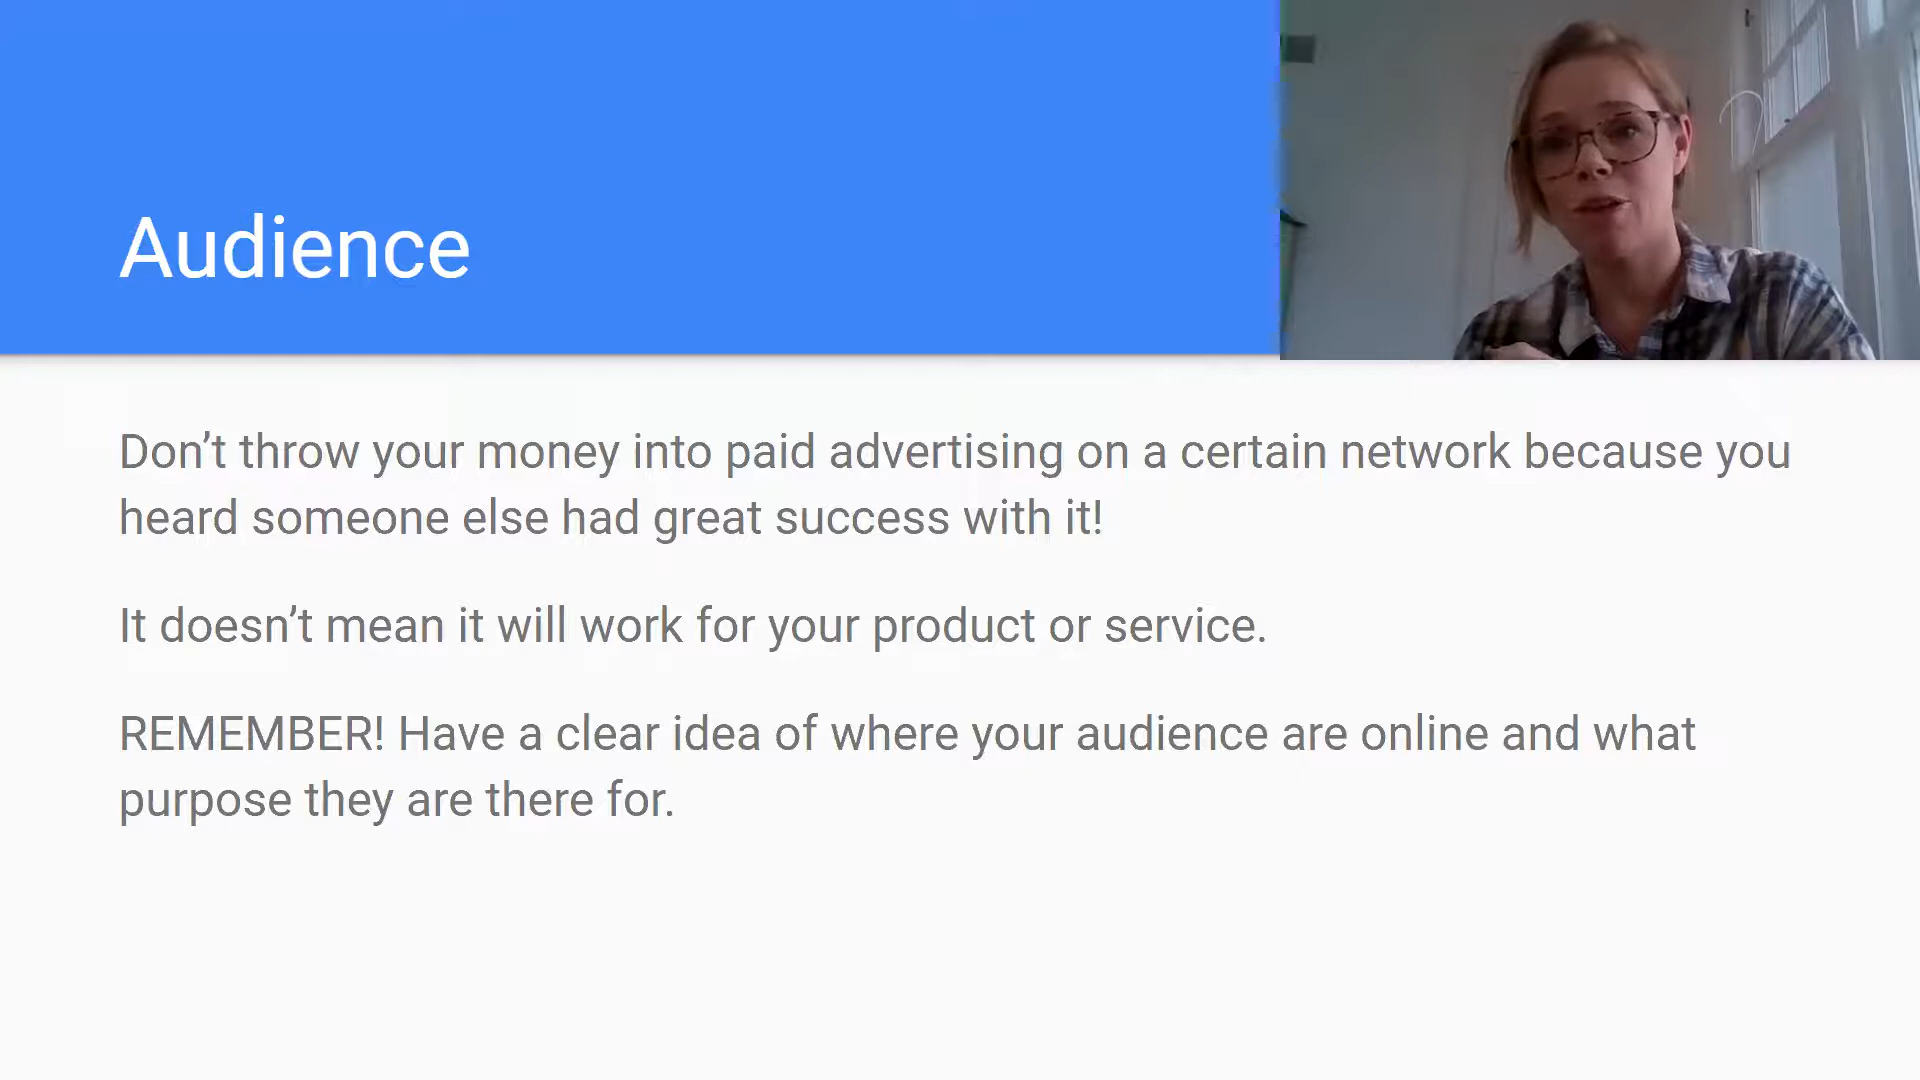 Audience
Don’t throw your money into paid advertising on a certain network because you
heard someone else had great success with it!
It doesn’t mean it will work for your product or service.
REMEMBER! Have a clear idea of where your audience are online and what
purpose they are there for.